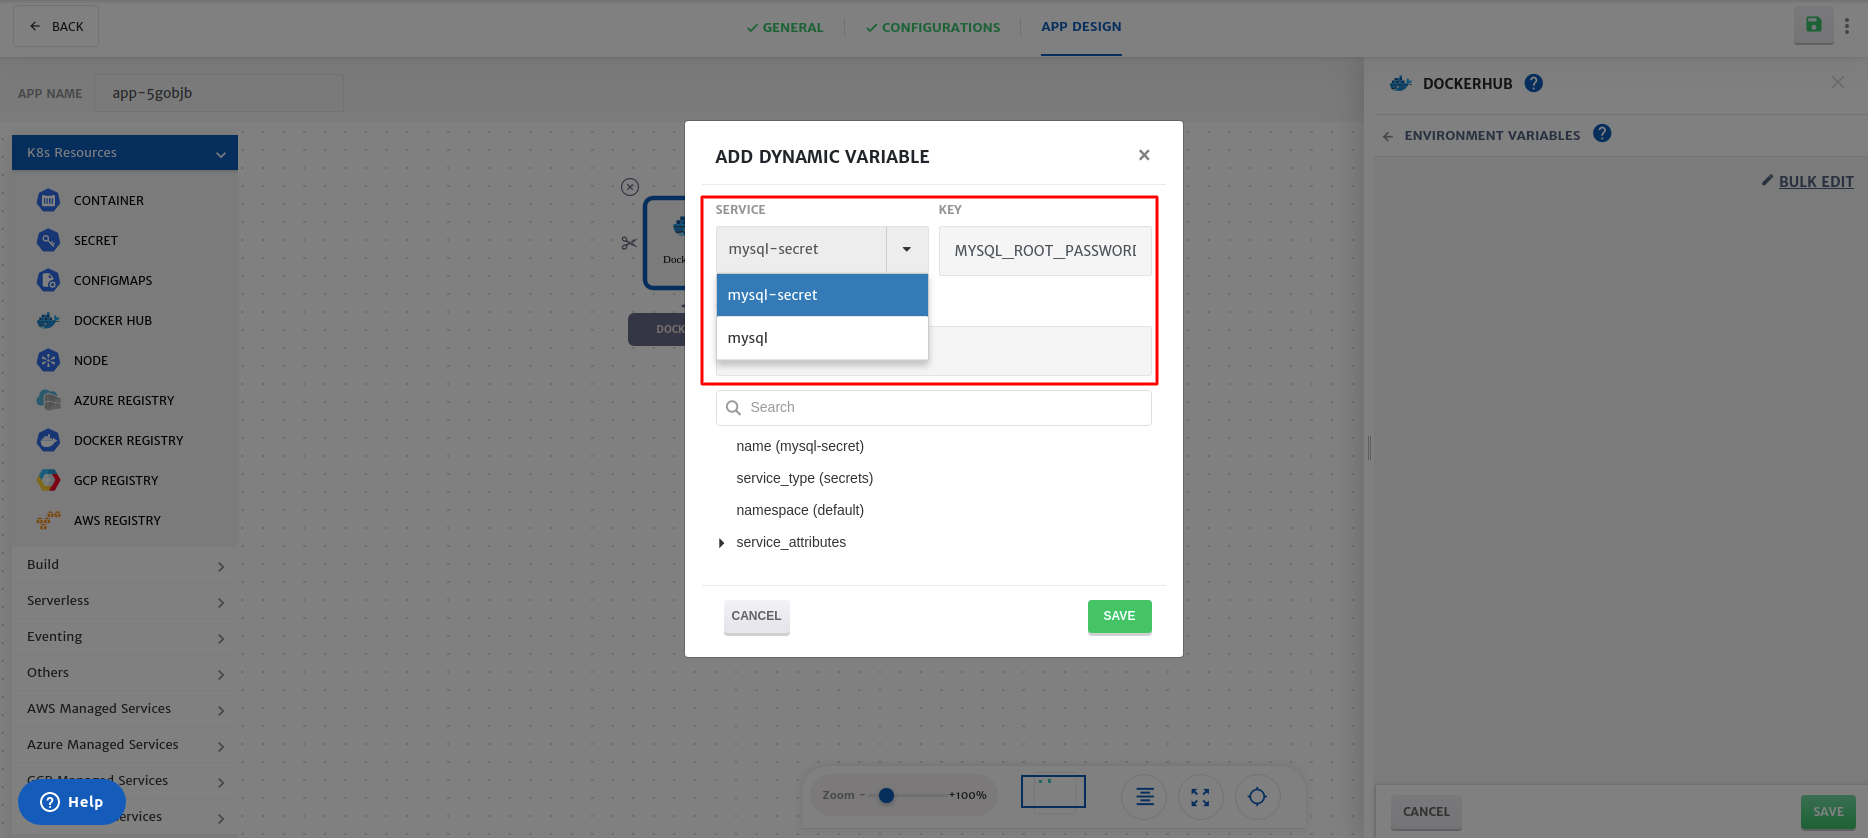 BACK
GENERAL
CONFIGURATIONS
APP DESIGN
APP NAME
app-5gobjb
DOCKERHUB
ENVIRONMENT VARIABLES
BULK EDIT
K8s Resources
CONTAINER
SECRET
CONFIGMAPS
DOCKER HUB
NODE
AZURE REGISTRY
DOCKER REGISTRY
GCP REGISTRY
AWS REGISTRY
Build
Serverless
Eventing
Others
AWS Managed Services
Azure Managed Services
GCP Managed Services
ervices
Help
Dock
DOCK
ADD DYNAMIC VARIABLE
SERVICE
KEY
mysql-secret
MYSQL_ROOT_PASSWORD
mysql-secret
mysql
Search
name (mysql-secret)
service_type (secrets)
namespace (default)
service_attributes
CANCEL
SAVE
Zoom -
+100%
CANCEL
SAVE